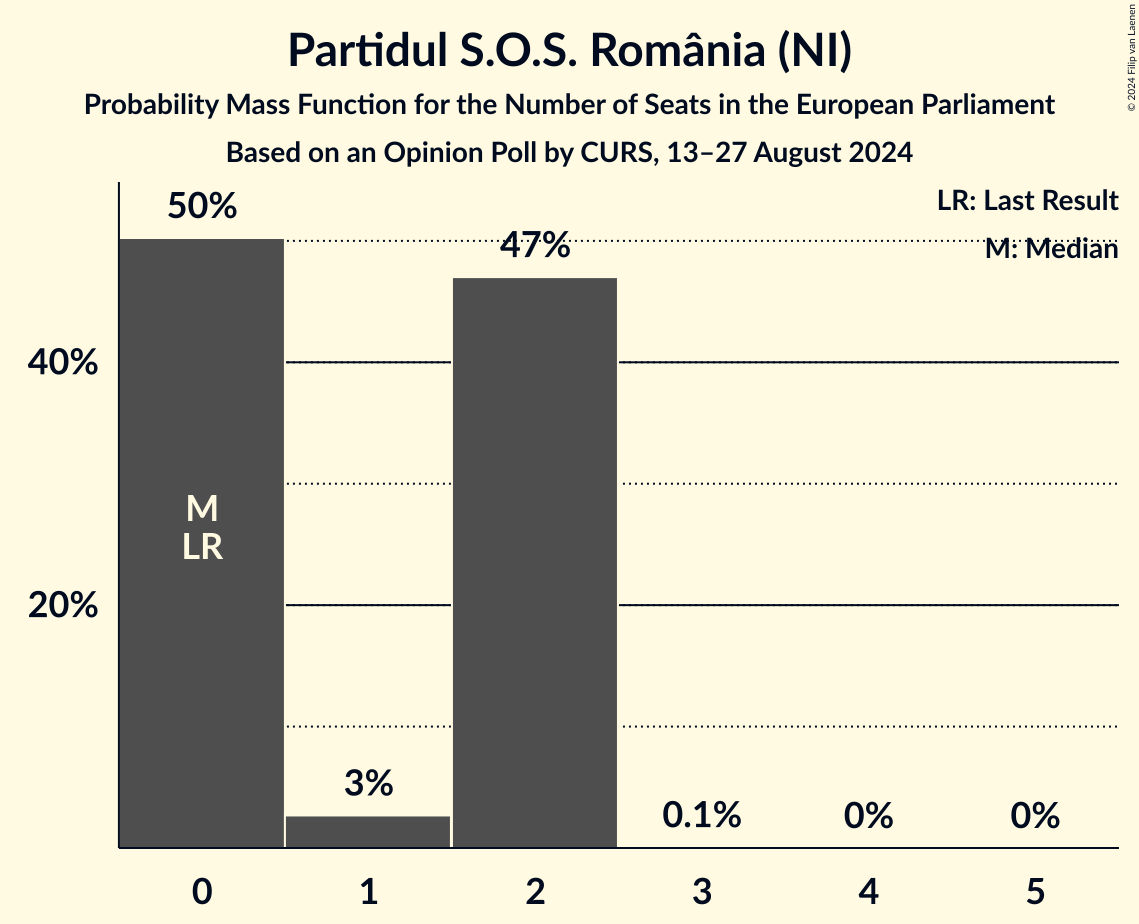 Partidul S.O.S. România (NI)
Probability Mass Function for the Number of Seats in the European Parliament
Based on an Opinion Poll by CURS, 13–27 August 2024
© 2024 Filip van Laenen
LR: Last Result
M: Median
50%
47%
40%
M
LR
20%
3%
0.1%
0%
0%
0
1
2
3
4
5